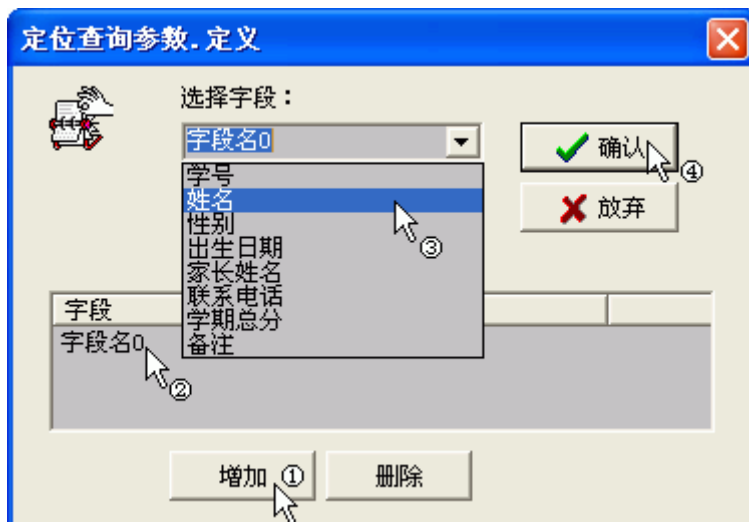 定位查询参数.定义
选择字段：
字段名0
确认
④
学号
姓名
③
性别
出生日期
家长姓名
联系电话
学期总分
备注
放弃
字段
字段名0
②
增加 ①
删除